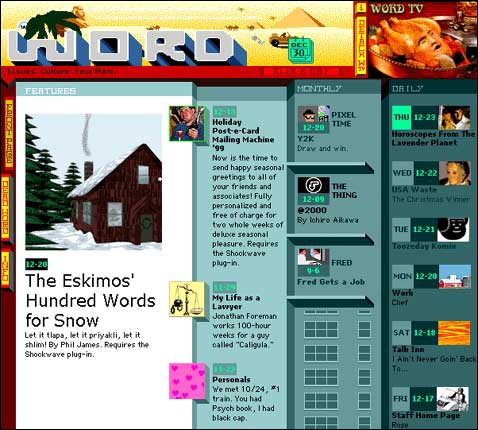 WORD
Issues. Culture. Your Mom.
DEC
30
WORD TV
FEATURES
12-20
The Eskimos'
Hundred Words
for Snow
Let it tlapa, let it priyakli, let it
shlim! By Phil James. Requires the
Shockwave plug-in.
INFO
12-13
Holiday
Post-e-Card
Mailing Machine
'99
Now is the time to
send happy seasonal
greetings to all of
your friends and
associates! Fully
personalized and
free of charge for
two whole weeks of
deluxe seasonal
pleasure. Requires
the Shockwave
plug-in.
11-29
My Life as a
Lawyer
Jonathan Foreman
works 100-hour
weeks for a guy
called "Caligula."
11-22
Personals
We met 10/24, #1
train. You had
Psych book, I had
black cap.
MONTHLY
12-20
PIXEL
TIME
Y2K
Draw and win.
12-09
THE
THING
@2000
By Ichiro Aikawa
9-6
FRED
Fred Gets a Job
DAILY
THU 12-23
Horoscopes From The
Lavender Planet
WED 12-22
USA Waste
The Christmas Winner
TUE 12-21
Toozeday Komin
MON 12-20
Work
Chef
SAT 12-18
Talk Inn
I Ain't Never Goin' Back
To...
FRI 12-17
Staff Home Page
Rose